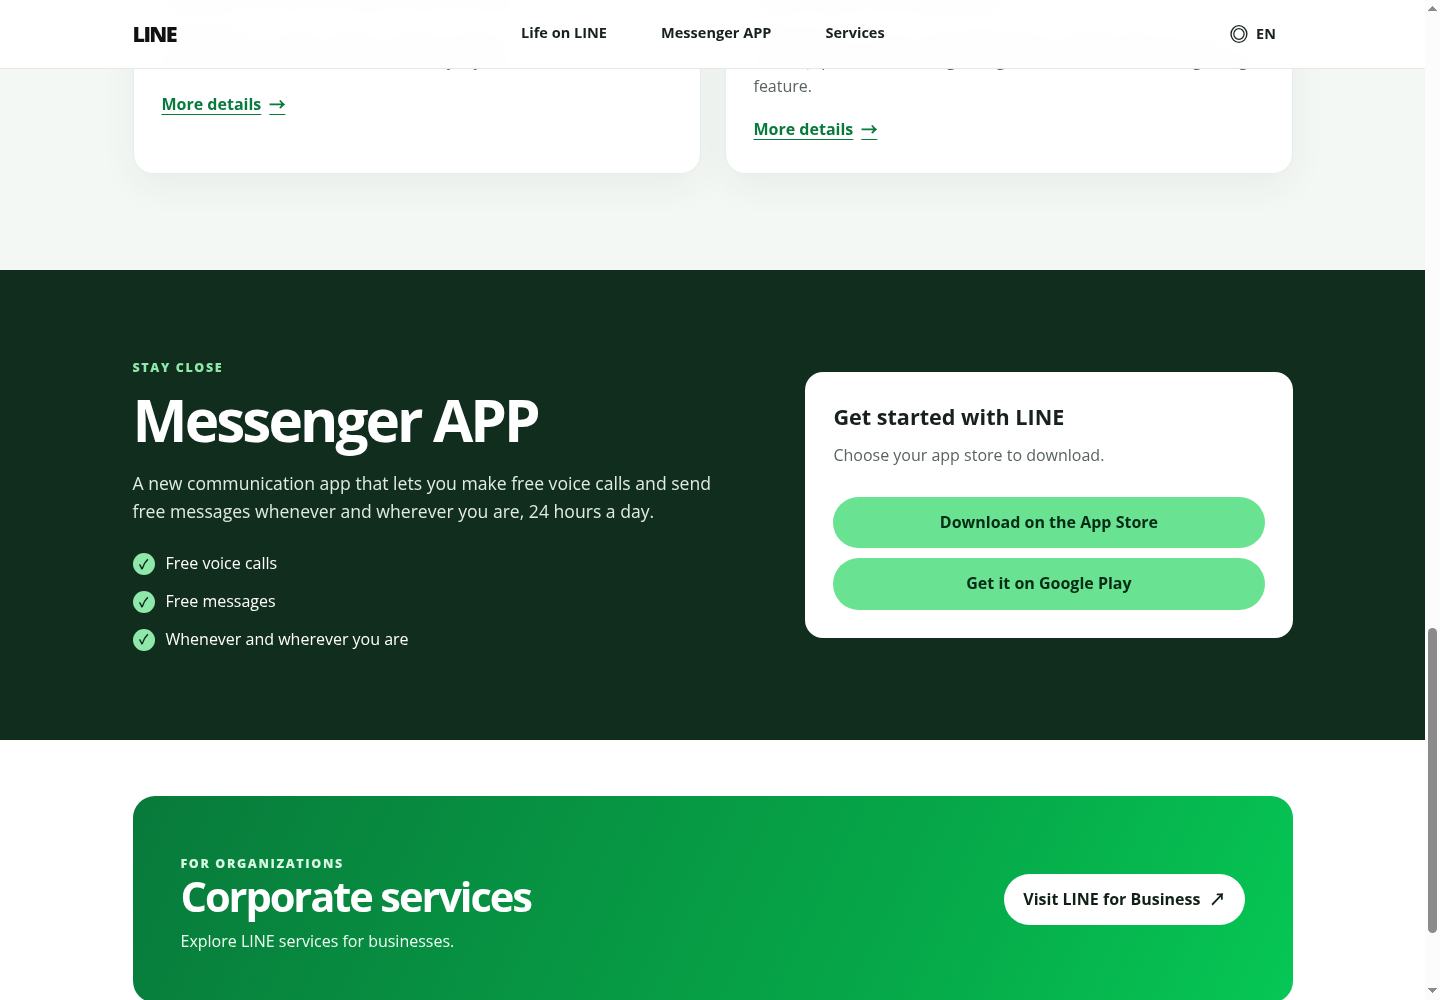 LINE
Life on LINE
Messenger APP
Services
EN
More details →
feature.
More details →
STAY CLOSE
Messenger APP
A new communication app that lets you make free voice calls and send
free messages whenever and wherever you are, 24 hours a day.
✓ Free voice calls
✓ Free messages
✓ Whenever and wherever you are
Get started with LINE
Choose your app store to download.
Download on the App Store
Get it on Google Play
FOR ORGANIZATIONS
Corporate services
Explore LINE services for businesses.
Visit LINE for Business ↗